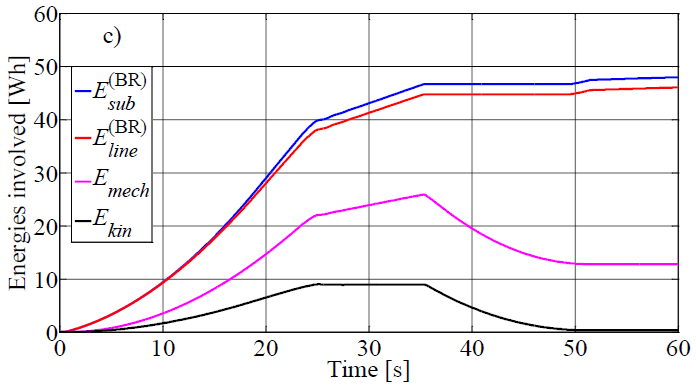 c)
Energies involved [Wh]
60
50
40
30
20
10
0
E_sub^(BR)
E_line^(BR)
E_mech
E_kin
0 10 20 30 40 50 60
Time [s]